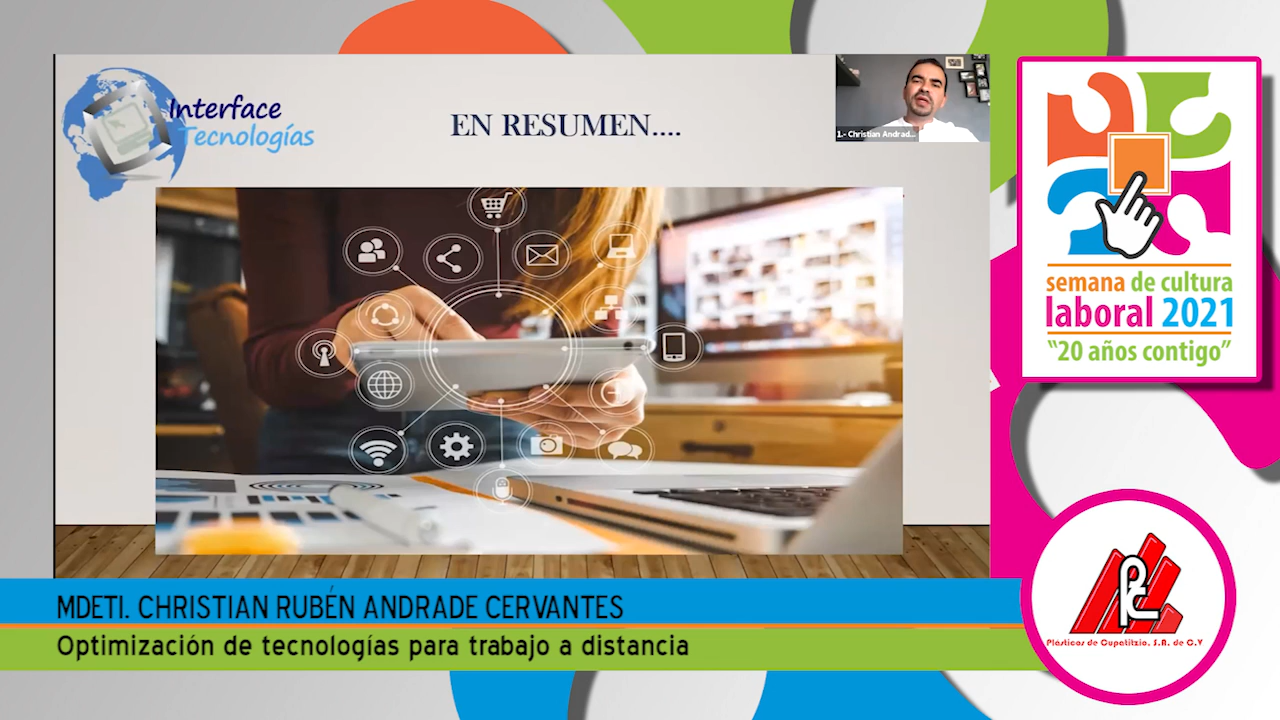 Interface
Tecnologías
EN RESUMEN....
1.- Christian Andrad...
semana de cultura
laboral 2021
"20 años contigo"
MDETI. CHRISTIAN RUBÉN ANDRADE CERVANTES
Optimización de tecnologías para trabajo a distancia
Plásticos de Cupatitzio, S.A. de C.V